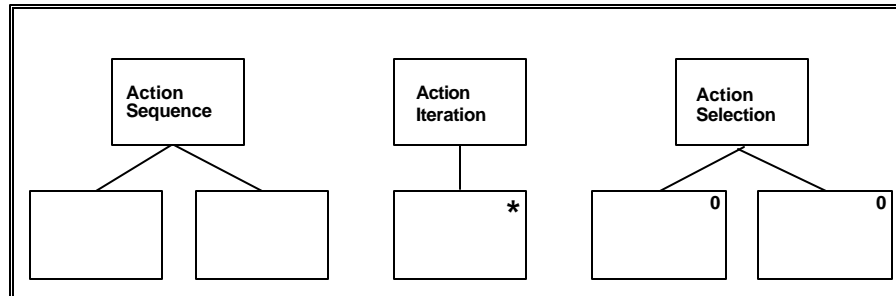 Action
Sequence
Action
Iteration
Action
Selection
*
0
0